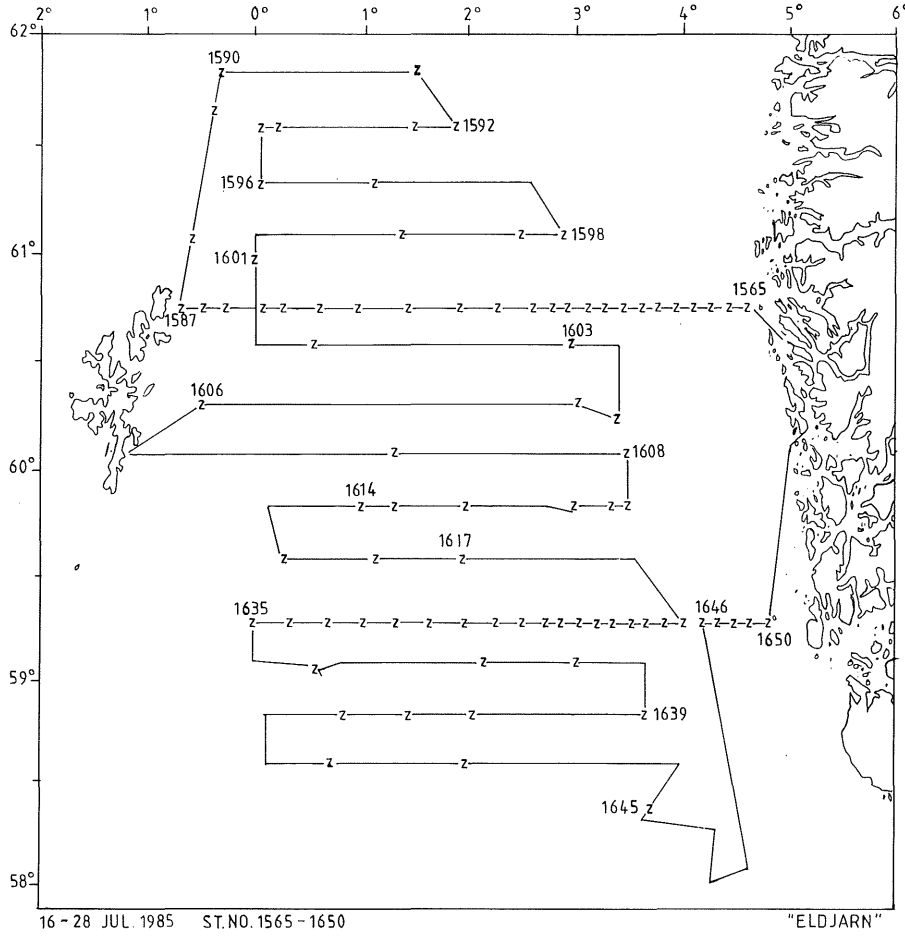 2° 1° 0° 1° 2° 3° 4° 5° 6°
62°
1590
Z Z
Z
Z Z Z Z 1592
1596 Z Z
Z Z Z Z 1598
61°
1601 Z
1565
Z Z Z Z Z Z Z Z Z Z Z Z Z Z Z Z Z Z Z Z Z Z Z
1587
1603
Z Z
1606
Z Z Z
Z Z 1608
60°
1614
Z Z Z Z Z Z
1617
Z Z Z
1635 1646
Z Z Z Z Z Z Z Z Z Z Z Z Z Z Z Z Z Z Z Z Z
1650
Z Z Z
59°
Z Z Z Z 1639
Z Z
1645 Z
58°
16-28 JUL. 1985 ST.NO. 1565-1650 "ELDJARN"